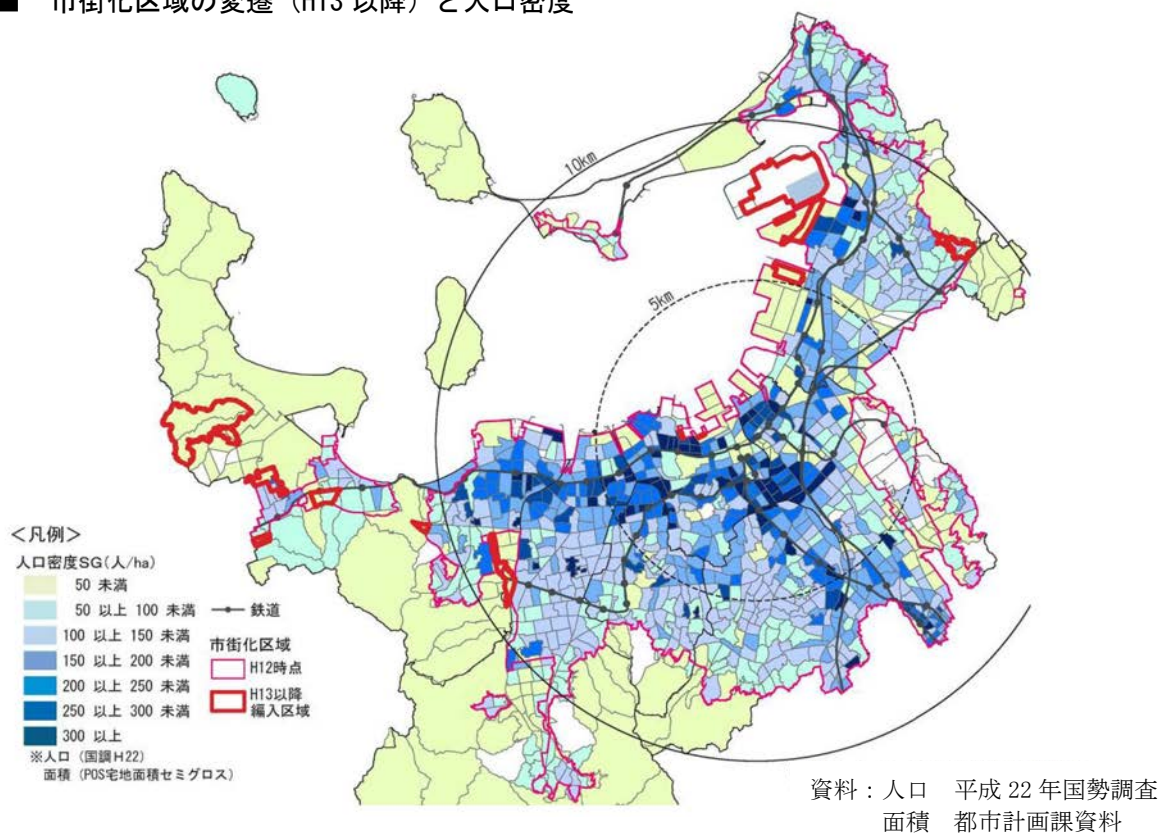 ■ 市街化区域の変遷（H13 以降）と人口密度
10km
5km
＜凡例＞
人口密度SG(人/ha)
50 未満
50 以上 100 未満
100 以上 150 未満
150 以上 200 未満
200 以上 250 未満
250 以上 300 未満
300 以上
※人口（国調H22）
面積（POS宅地面積セミグロス）
鉄道
市街化区域
H12時点
H13以降
編入区域
資料：人口 平成 22 年国勢調査
面積 都市計画課資料